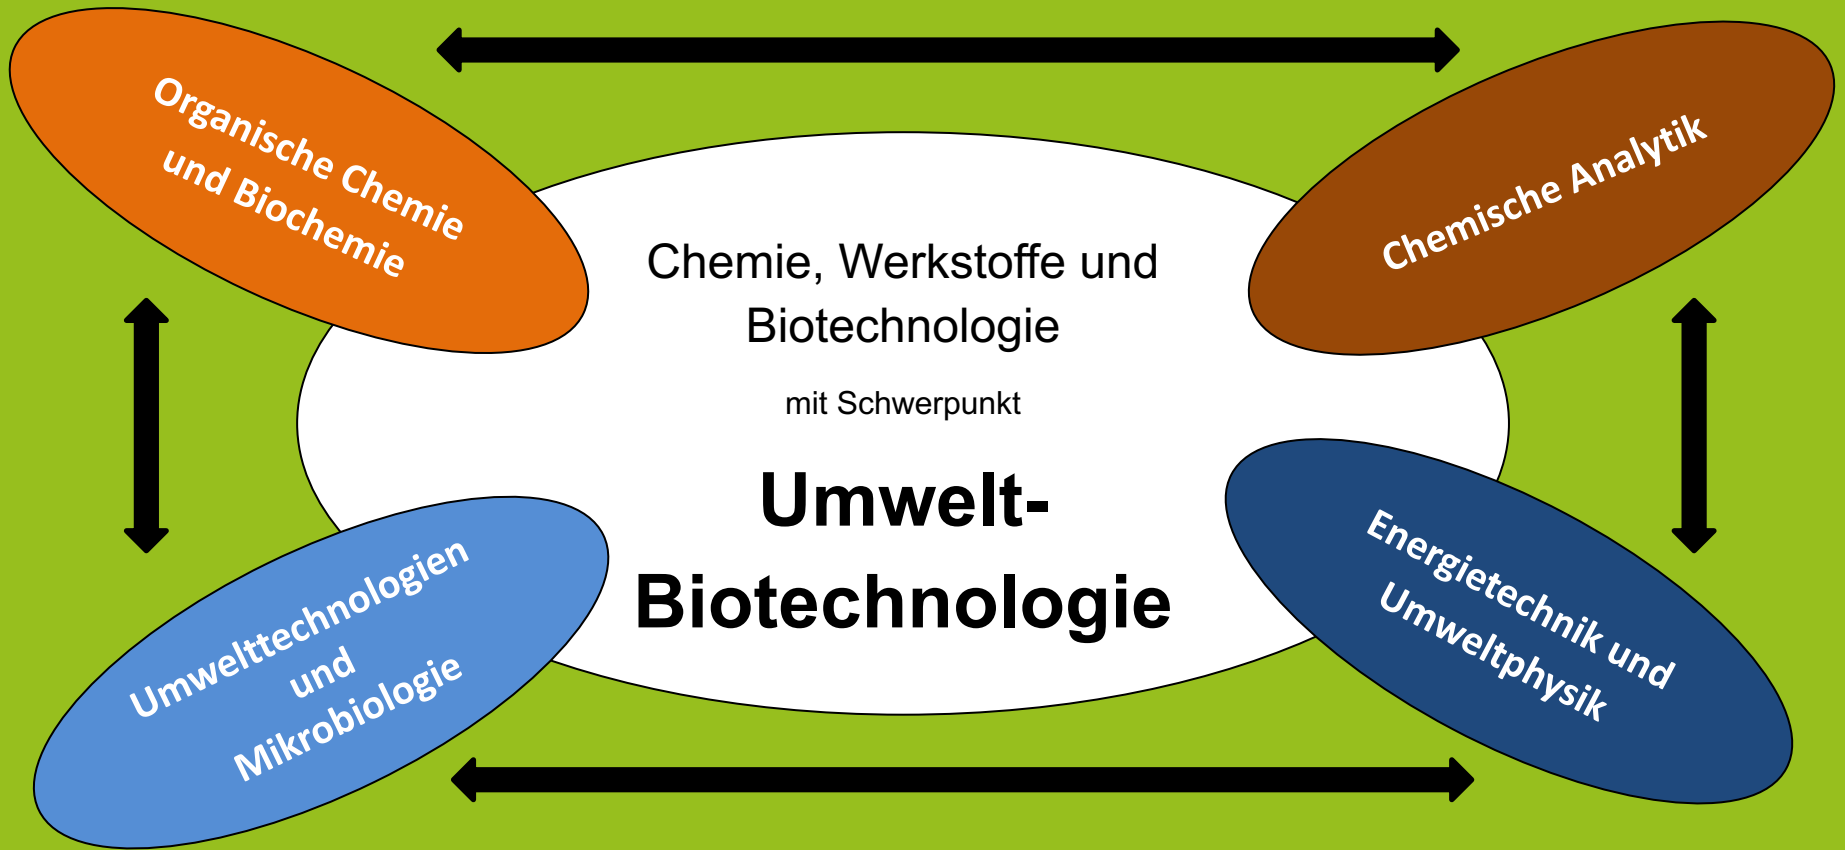 Organische Chemie
und Biochemie
Chemische Analytik
Chemie, Werkstoffe und
Biotechnologie
mit Schwerpunkt
Umwelt-
Biotechnologie
Umwelttechnologien
und
Mikrobiologie
Energietechnik und
Umweltphysik